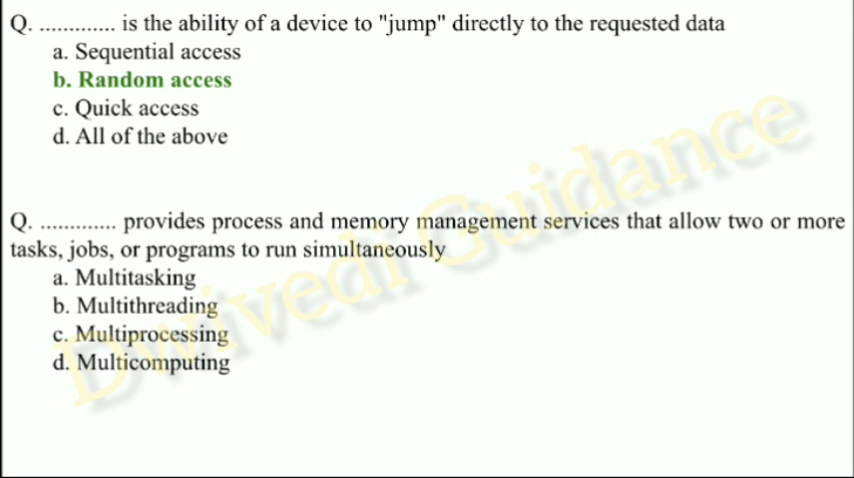 Q. ............. is the ability of a device to "jump" directly to the requested data
a. Sequential access
b. Random access
c. Quick access
d. All of the above
Q. ............. provides process and memory management services that allow two or more
tasks, jobs, or programs to run simultaneously
a. Multitasking
b. Multithreading
c. Multiprocessing
d. Multicomputing
Dwivedi Guidance